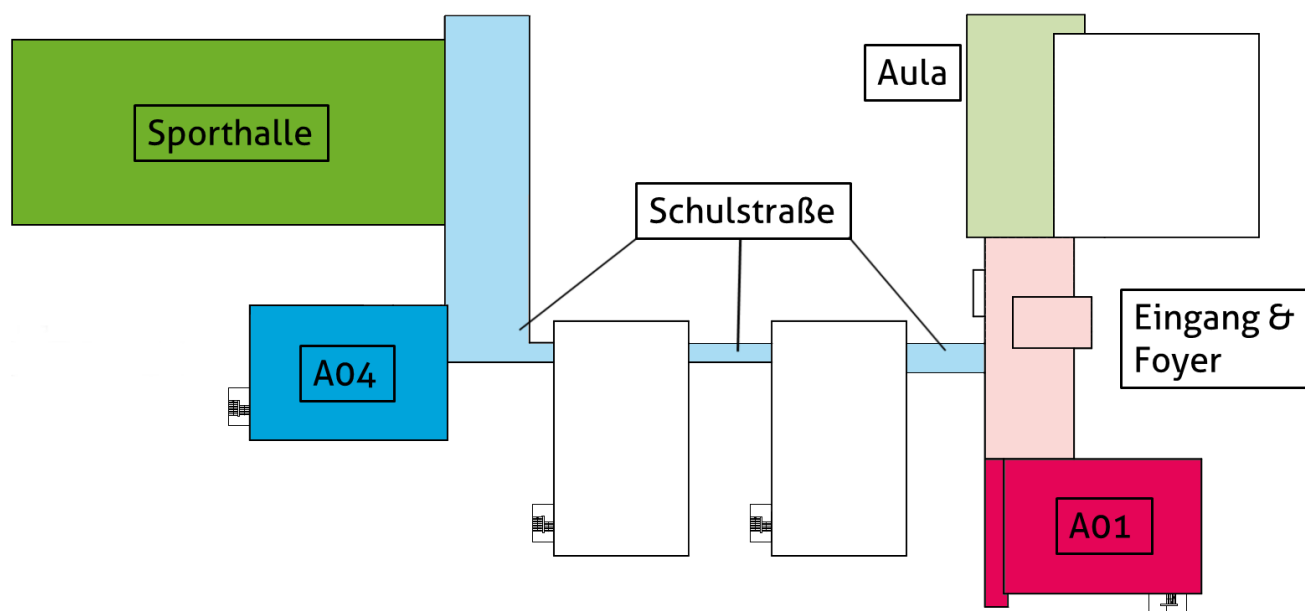 Aula
Sporthalle
Schulstraße
Eingang &
Foyer
A04
A01